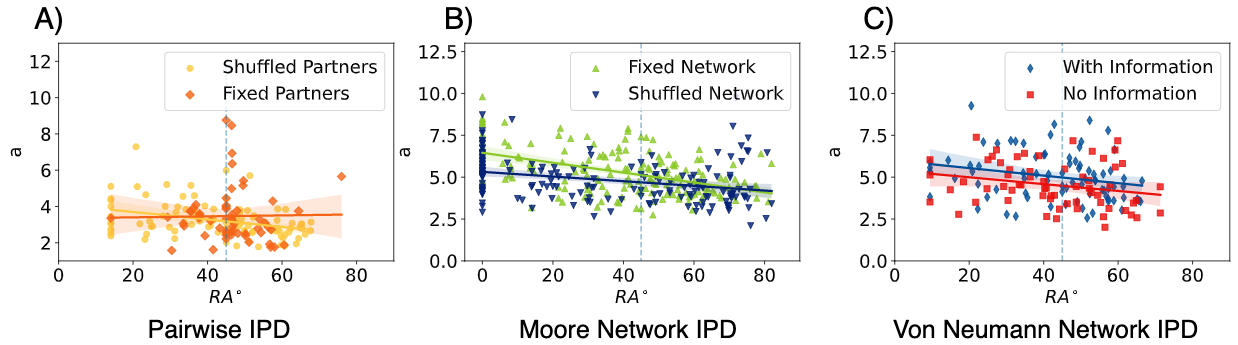 A)
12
10
8
6
4
2
a
0
20
40
60
80
RA°
Shuffled Partners
Fixed Partners
Pairwise IPD
B)
12.5
10.0
7.5
5.0
2.5
0.0
a
0
20
40
60
80
RA°
Fixed Network
Shuffled Network
Moore Network IPD
C)
12.5
10.0
7.5
5.0
2.5
0.0
a
0
20
40
60
80
RA°
With Information
No Information
Von Neumann Network IPD